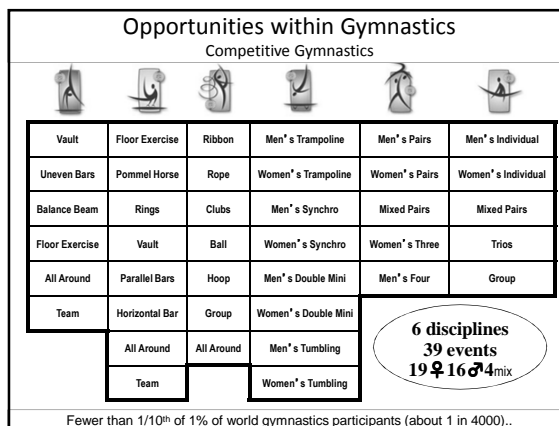 Opportunities within Gymnastics
Competitive Gymnastics
Vault Floor Exercise Ribbon Men's Trampoline Men's Pairs Men's Individual
Uneven Bars Pommel Horse Rope Women's Trampoline Women's Pairs Women's Individual
Balance Beam Rings Clubs Men's Synchro Mixed Pairs Mixed Pairs
Floor Exercise Vault Ball Women's Synchro Women's Three Trios
All Around Parallel Bars Hoop Men's Double Mini Men's Four Group
Team Horizontal Bar Group Women's Double Mini
All Around All Around Men's Tumbling
Team Women's Tumbling
6 disciplines
39 events
19♀16♂4mix
Fewer than 1/10th of 1% of world gymnastics participants (about 1 in 4000)..